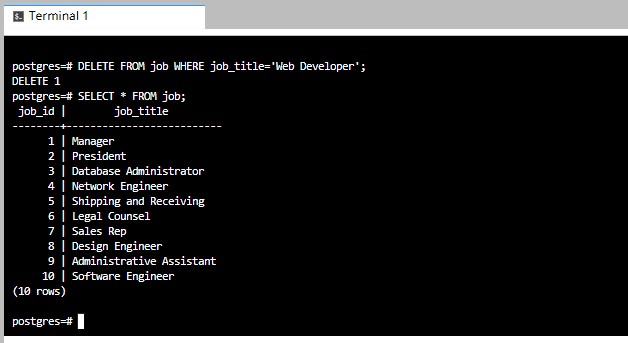 Terminal 1
postgres=# DELETE FROM job WHERE job_title='Web Developer';
DELETE 1
postgres=# SELECT * FROM job;
 job_id |       job_title
--------+-------------------------
      1 | Manager
      2 | President
      3 | Database Administrator
      4 | Network Engineer
      5 | Shipping and Receiving
      6 | Legal Counsel
      7 | Sales Rep
      8 | Design Engineer
      9 | Administrative Assistant
     10 | Software Engineer
(10 rows)
postgres=#